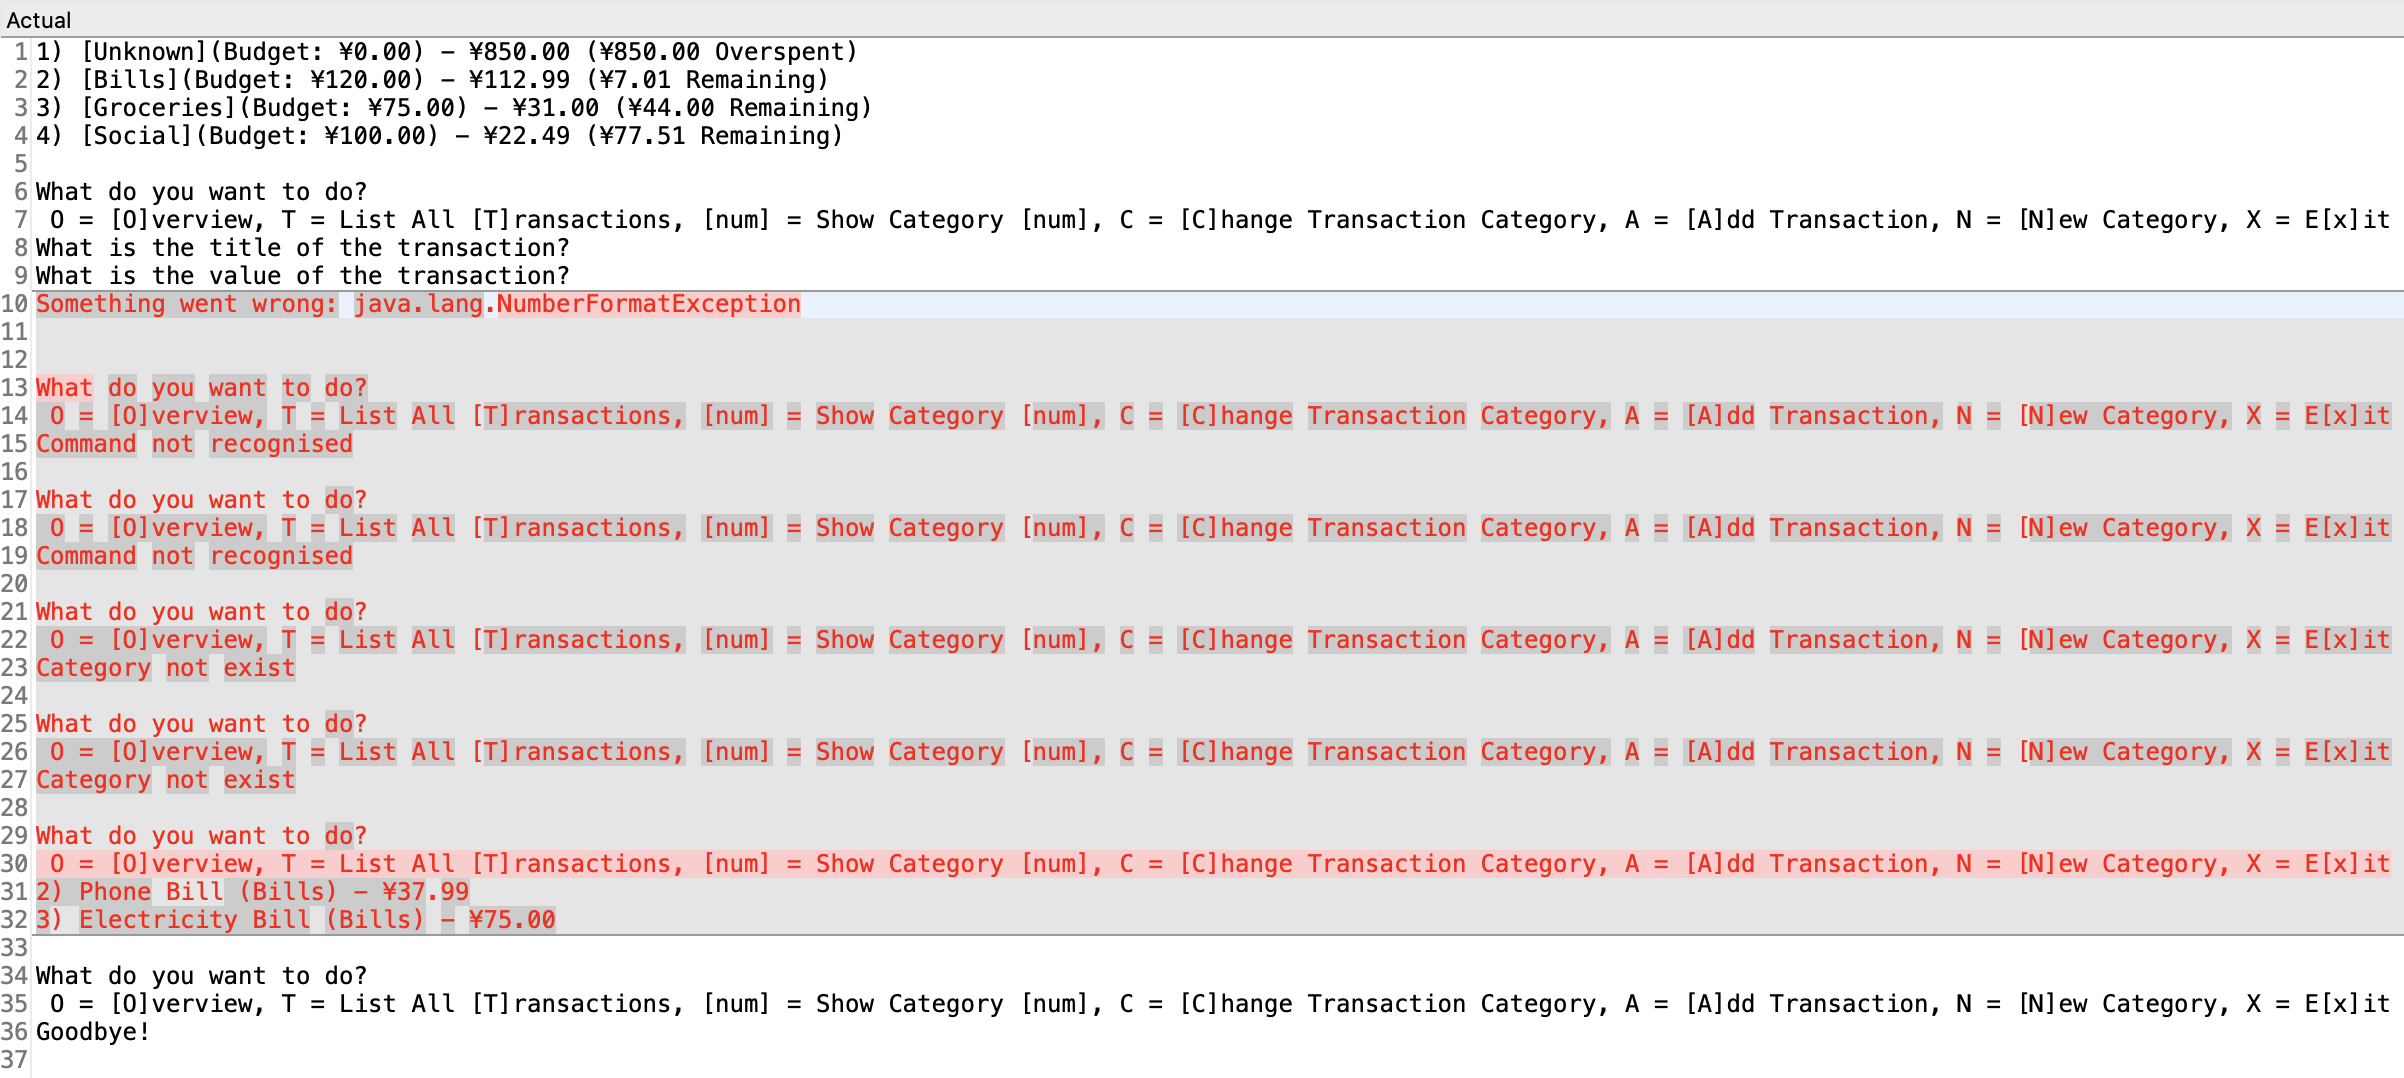 Actual
1 1) [Unknown](Budget: ¥0.00) – ¥850.00 (¥850.00 Overspent)
2 2) [Bills](Budget: ¥120.00) – ¥112.99 (¥7.01 Remaining)
3 3) [Groceries](Budget: ¥75.00) – ¥31.00 (¥44.00 Remaining)
4 4) [Social](Budget: ¥100.00) – ¥22.49 (¥77.51 Remaining)
5
6 What do you want to do?
7 O = [O]verview, T = List All [T]ransactions, [num] = Show Category [num], C = [C]hange Transaction Category, A = [A]dd Transaction, N = [N]ew Category, X = E[x]it
8 What is the title of the transaction?
9 What is the value of the transaction?
10 Something went wrong: java.lang.NumberFormatException
11
12
13 What do you want to do?
14 O = [O]verview, T = List All [T]ransactions, [num] = Show Category [num], C = [C]hange Transaction Category, A = [A]dd Transaction, N = [N]ew Category, X = E[x]it
15 Command not recognised
16
17 What do you want to do?
18 O = [O]verview, T = List All [T]ransactions, [num] = Show Category [num], C = [C]hange Transaction Category, A = [A]dd Transaction, N = [N]ew Category, X = E[x]it
19 Command not recognised
20
21 What do you want to do?
22 O = [O]verview, T = List All [T]ransactions, [num] = Show Category [num], C = [C]hange Transaction Category, A = [A]dd Transaction, N = [N]ew Category, X = E[x]it
23 Category not exist
24
25 What do you want to do?
26 O = [O]verview, T = List All [T]ransactions, [num] = Show Category [num], C = [C]hange Transaction Category, A = [A]dd Transaction, N = [N]ew Category, X = E[x]it
27 Category not exist
28
29 What do you want to do?
30 O = [O]verview, T = List All [T]ransactions, [num] = Show Category [num], C = [C]hange Transaction Category, A = [A]dd Transaction, N = [N]ew Category, X = E[x]it
31 2) Phone Bill (Bills) – ¥37.99
32 3) Electricity Bill (Bills) – ¥75.00
33
34 What do you want to do?
35 O = [O]verview, T = List All [T]ransactions, [num] = Show Category [num], C = [C]hange Transaction Category, A = [A]dd Transaction, N = [N]ew Category, X = E[x]it
36 Goodbye!
37